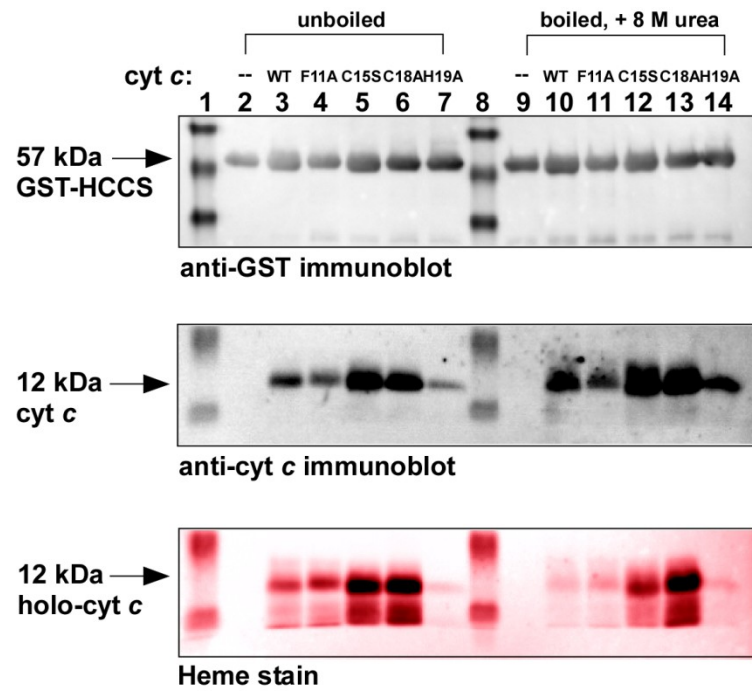 unboiled boiled, + 8 M urea
cyt c: -- WT F11A C15S C18A H19A -- WT F11A C15S C18A H19A
1 2 3 4 5 6 7 8 9 10 11 12 13 14
57 kDa
GST-HCCS
anti-GST immunoblot
12 kDa
cyt c
anti-cyt c immunoblot
12 kDa
holo-cyt c
Heme stain